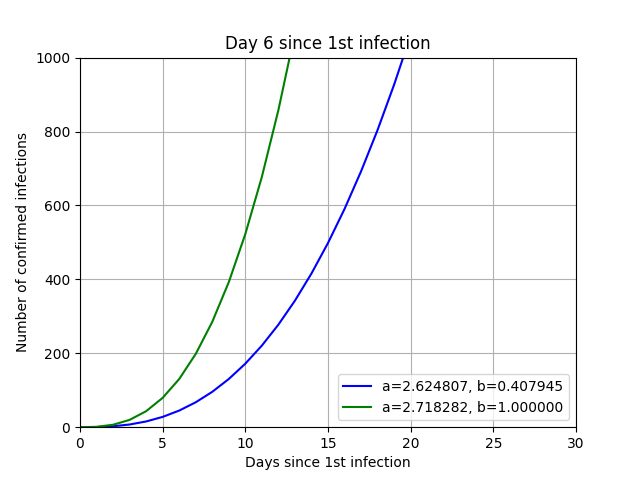 Day 6 since 1st infection
Number of confirmed infections
1000
800
600
400
200
0
0 5 10 15 20 25 30
Days since 1st infection
a=2.624807, b=0.407945
a=2.718282, b=1.000000